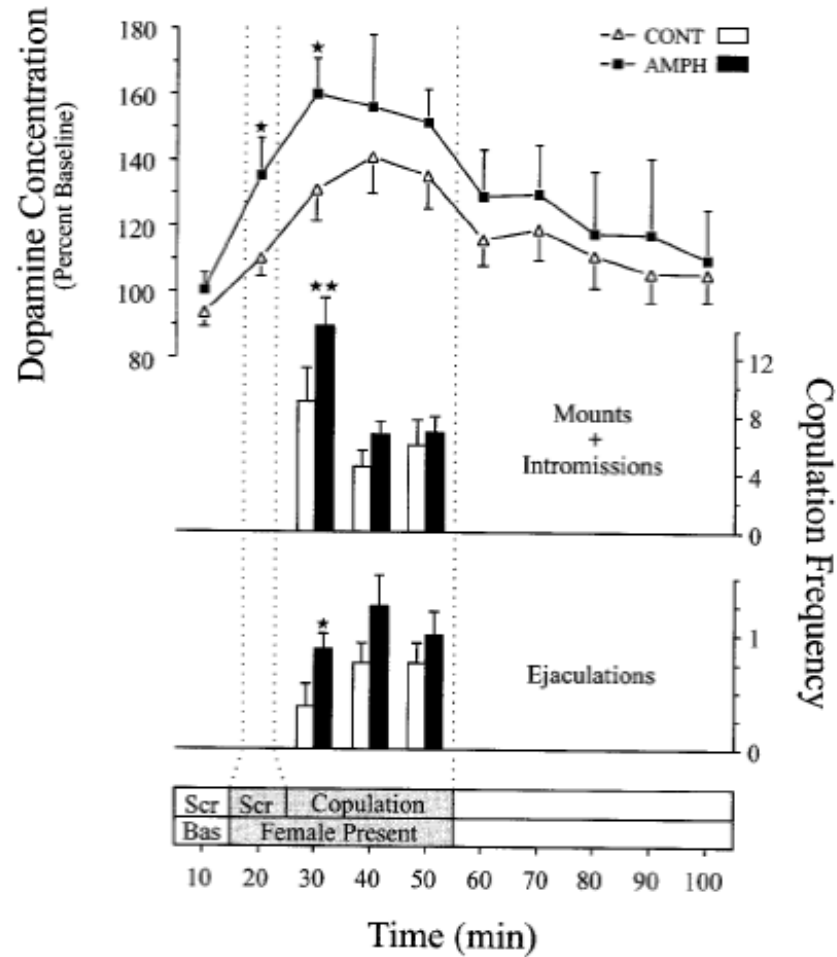 Dopamine Concentration
(Percent Baseline)
180
160
140
120
100
80
CONT
AMPH
★
★
★★
12
8
4
0
Mounts
+
Intromissions
Copulation Frequency
★
1
0
Ejaculations
Scr Scr Copulation
Bas Female Present
10 20 30 40 50 60 70 80 90 100
Time (min)